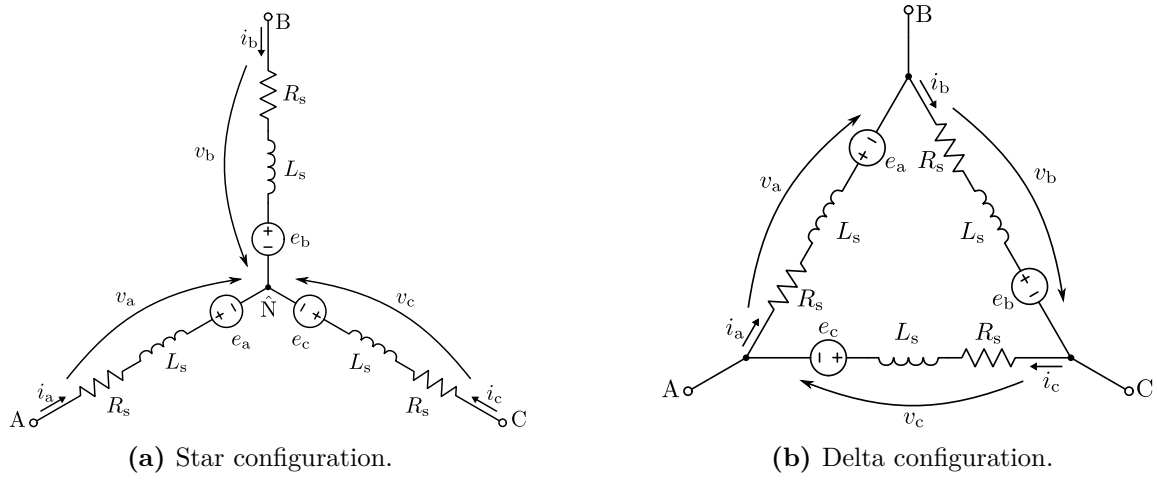 B
i_b
R_s
v_b
L_s
+
−
e_b
v_a
v_c
N̂
+ −
− +
e_a
e_c
L_s
L_s
i_a
i_c
R_s
R_s
A
C
(a) Star configuration.
B
i_b
−
+
e_a
R_s
v_a
v_b
L_s
L_s
R_s
e_b
+
−
i_a
e_c
L_s
R_s
− +
i_c
A
C
v_c
(b) Delta configuration.